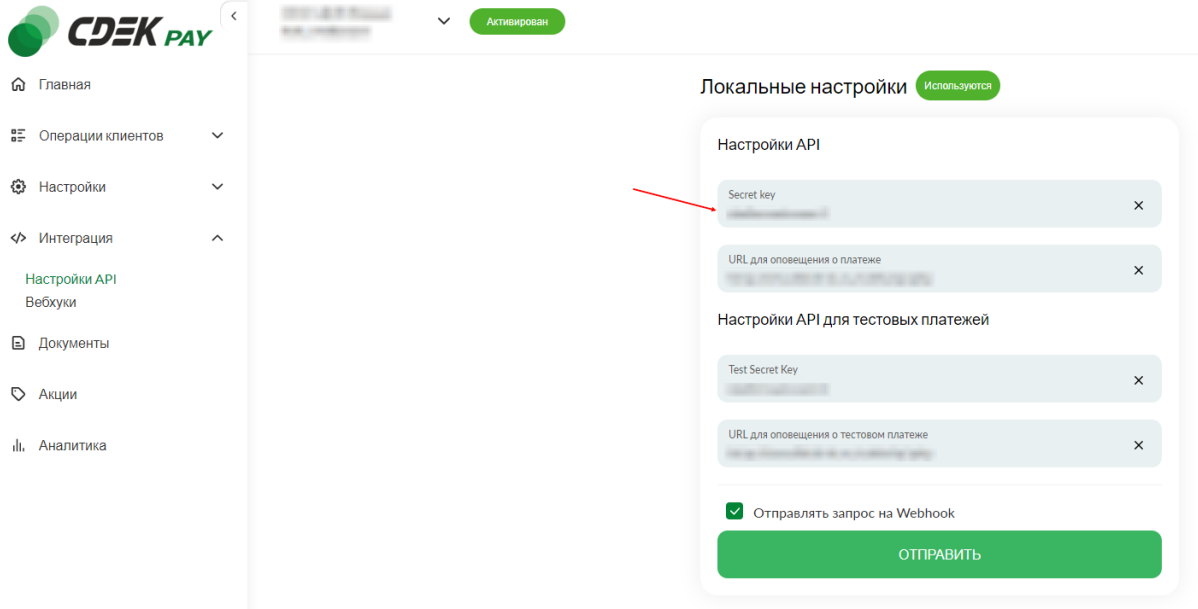 CDEK PAY
Активирован
Главная
Операции клиентов
Настройки
Интеграция
Настройки API
Вебхуки
Документы
Акции
Аналитика
Локальные настройки
Используются
Настройки API
Secret key
URL для оповещения о платеже
Настройки API для тестовых платежей
Test Secret Key
URL для оповещения о тестовом платеже
Отправлять запрос на Webhook
ОТПРАВИТЬ